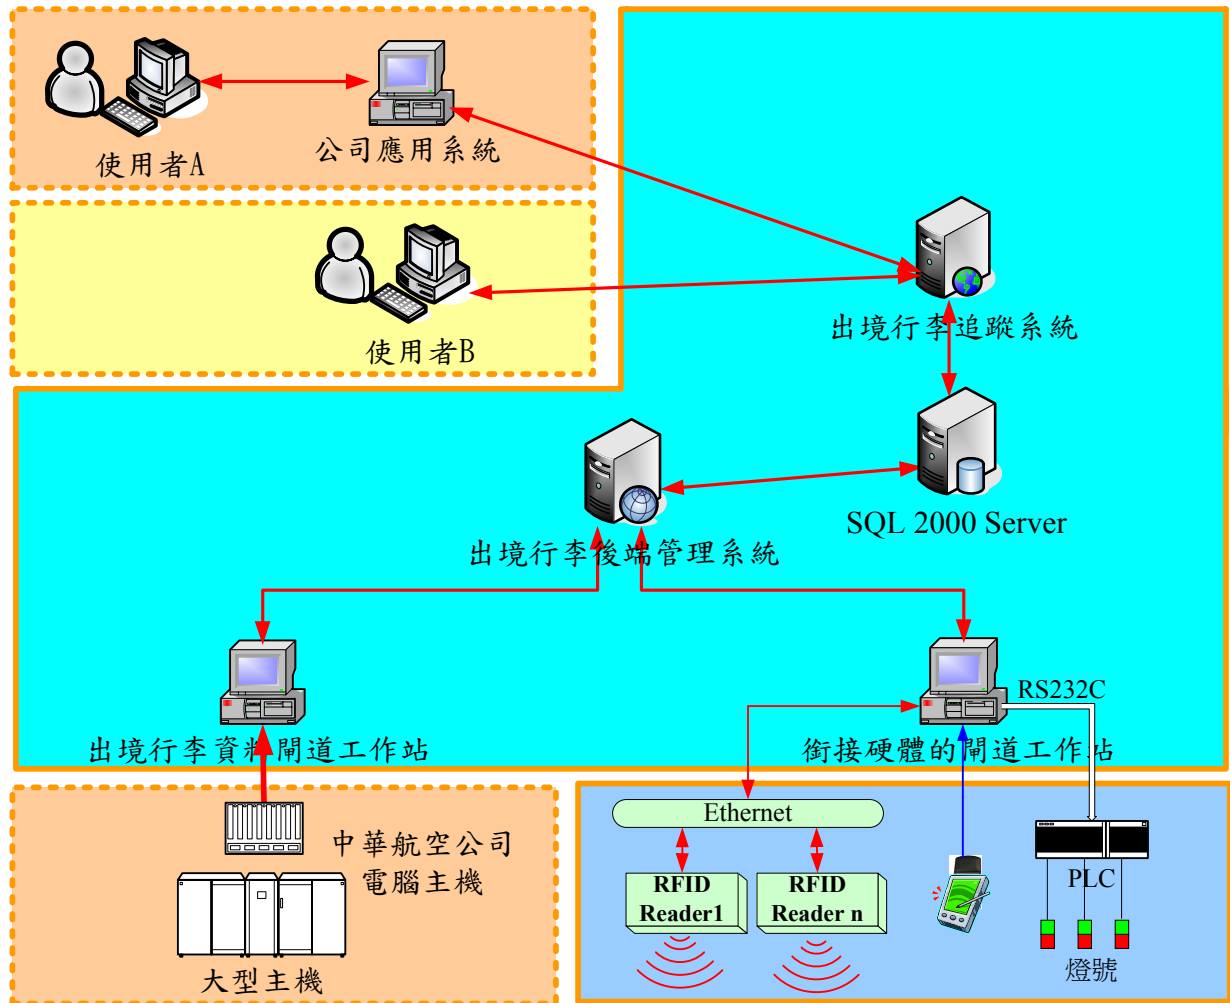 使用者A
公司應用系統
使用者B
出境行李追蹤系統
SQL 2000 Server
出境行李後端管理系統
RS232C
出境行李資料閘道工作站
銜接硬體的閘道工作站
中華航空公司
電腦主機
大型主機
Ethernet
RFID
Reader1
RFID
Reader n
PLC
燈號